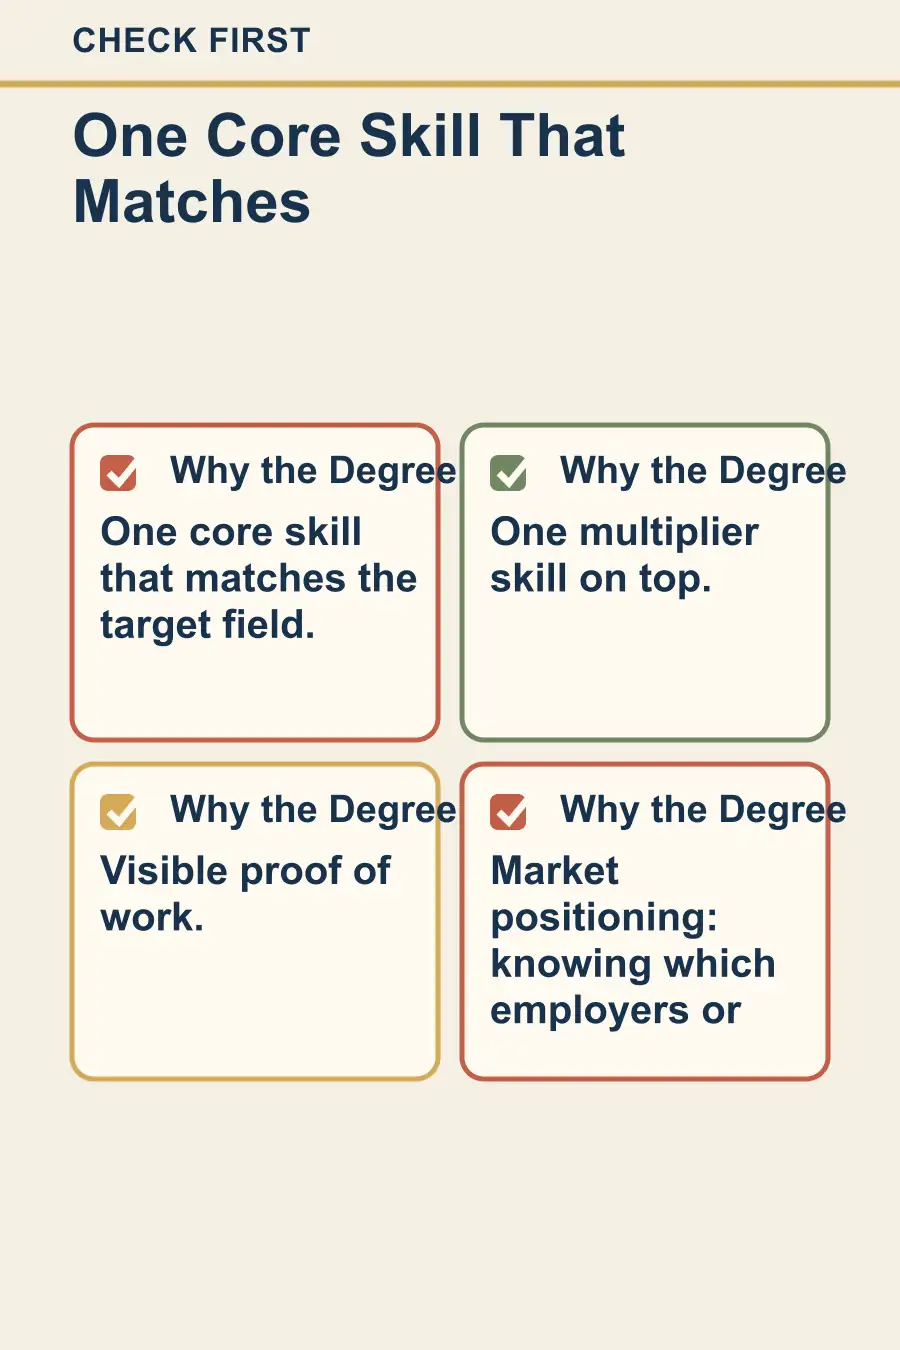 CHECK FIRST
One Core Skill That
Matches
Why the Degree
One core skill
that matches the
target field.
Why the Degree
One multiplier
skill on top.
Why the Degree
Visible proof of
work.
Why the Degree
Market
positioning:
knowing which
employers or